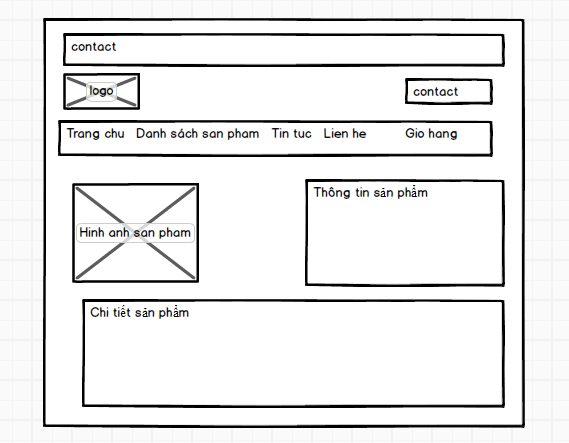 contact
logo
contact
Trang chu Danh sách san pham Tin tuc Lien he Gio hang
Hinh anh san pham
Thông tin sản phẩm
Chi tiết sản phẩm